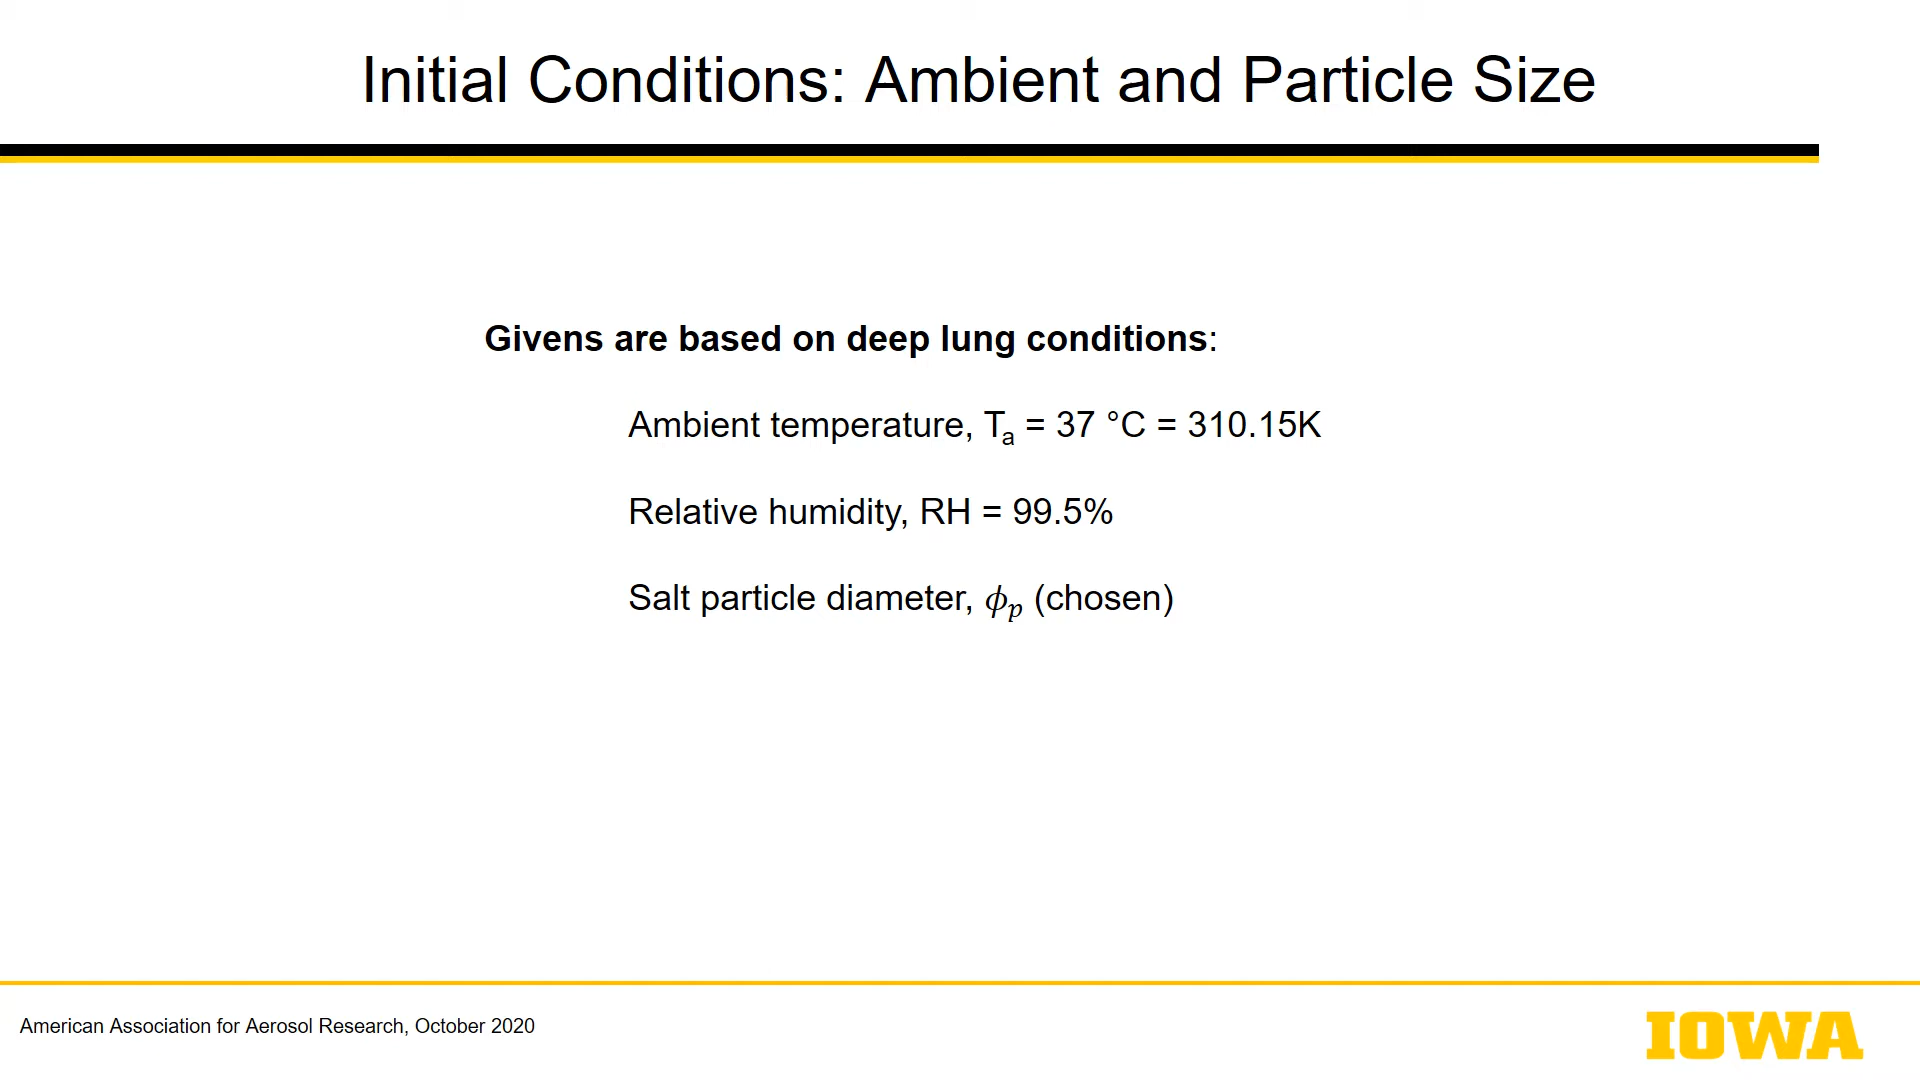 Initial Conditions: Ambient and Particle Size
Givens are based on deep lung conditions:
Ambient temperature, Tₐ = 37 °C = 310.15K
Relative humidity, RH = 99.5%
Salt particle diameter, 𝜙ₚ (chosen)
American Association for Aerosol Research, October 2020
IOWA